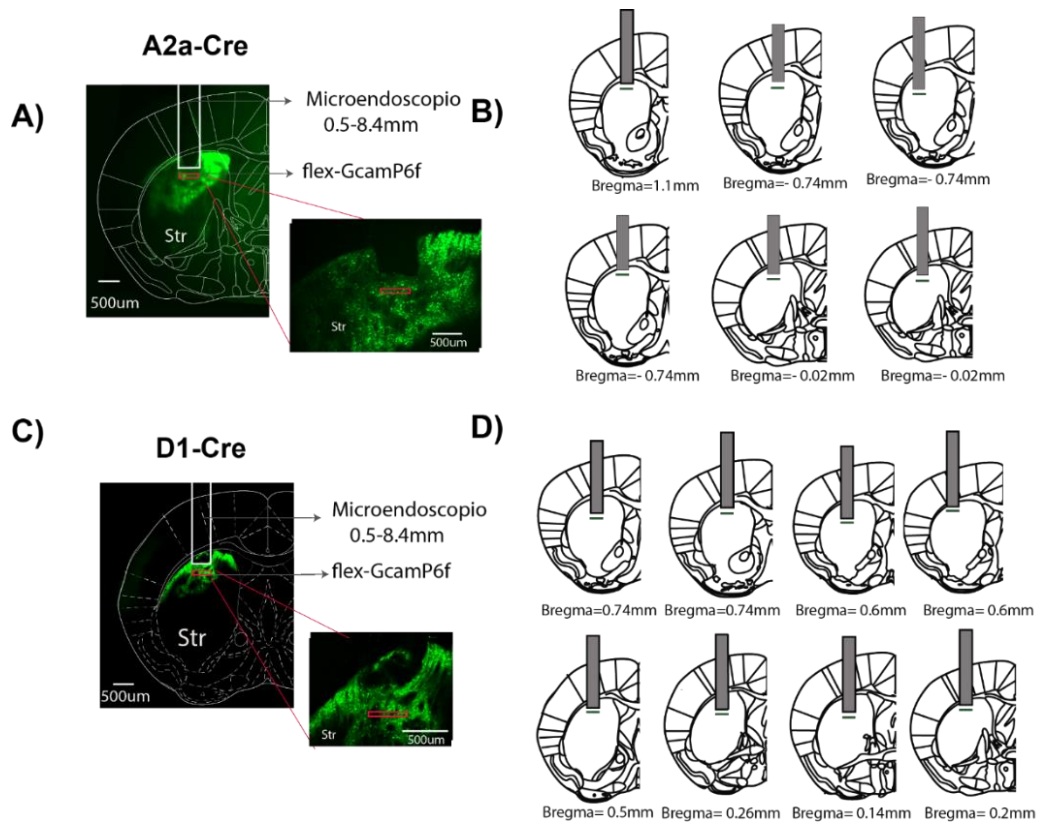 A2a-Cre
A)
Microendoscopio
0.5-8.4mm
flex-GcamP6f
Str
500um
Str
500um
B)
Bregma=1.1mm
Bregma=- 0.74mm
Bregma=- 0.74mm
Bregma=- 0.74mm
Bregma=- 0.02mm
Bregma=- 0.02mm
C)
D1-Cre
Microendoscopio
0.5-8.4mm
flex-GcamP6f
Str
500um
Str
500um
D)
Bregma=0.74mm
Bregma=0.74mm
Bregma= 0.6mm
Bregma= 0.6mm
Bregma= 0.5mm
Bregma= 0.26mm
Bregma= 0.14mm
Bregma= 0.2mm